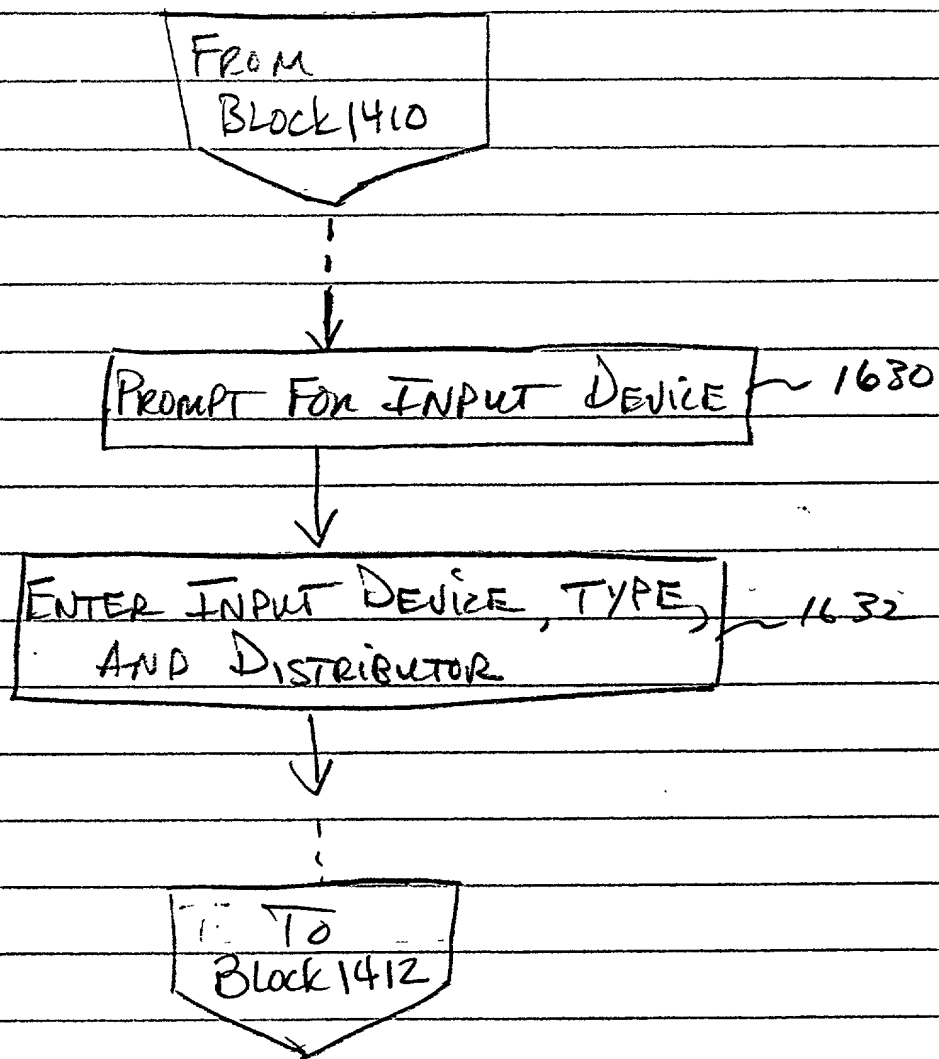 FROM
BLOCK 1410
PROMPT FOR INPUT DEVICE
1630
ENTER INPUT DEVICE, TYPE,
AND DISTRIBUTOR
1632
TO
BLOCK 1412